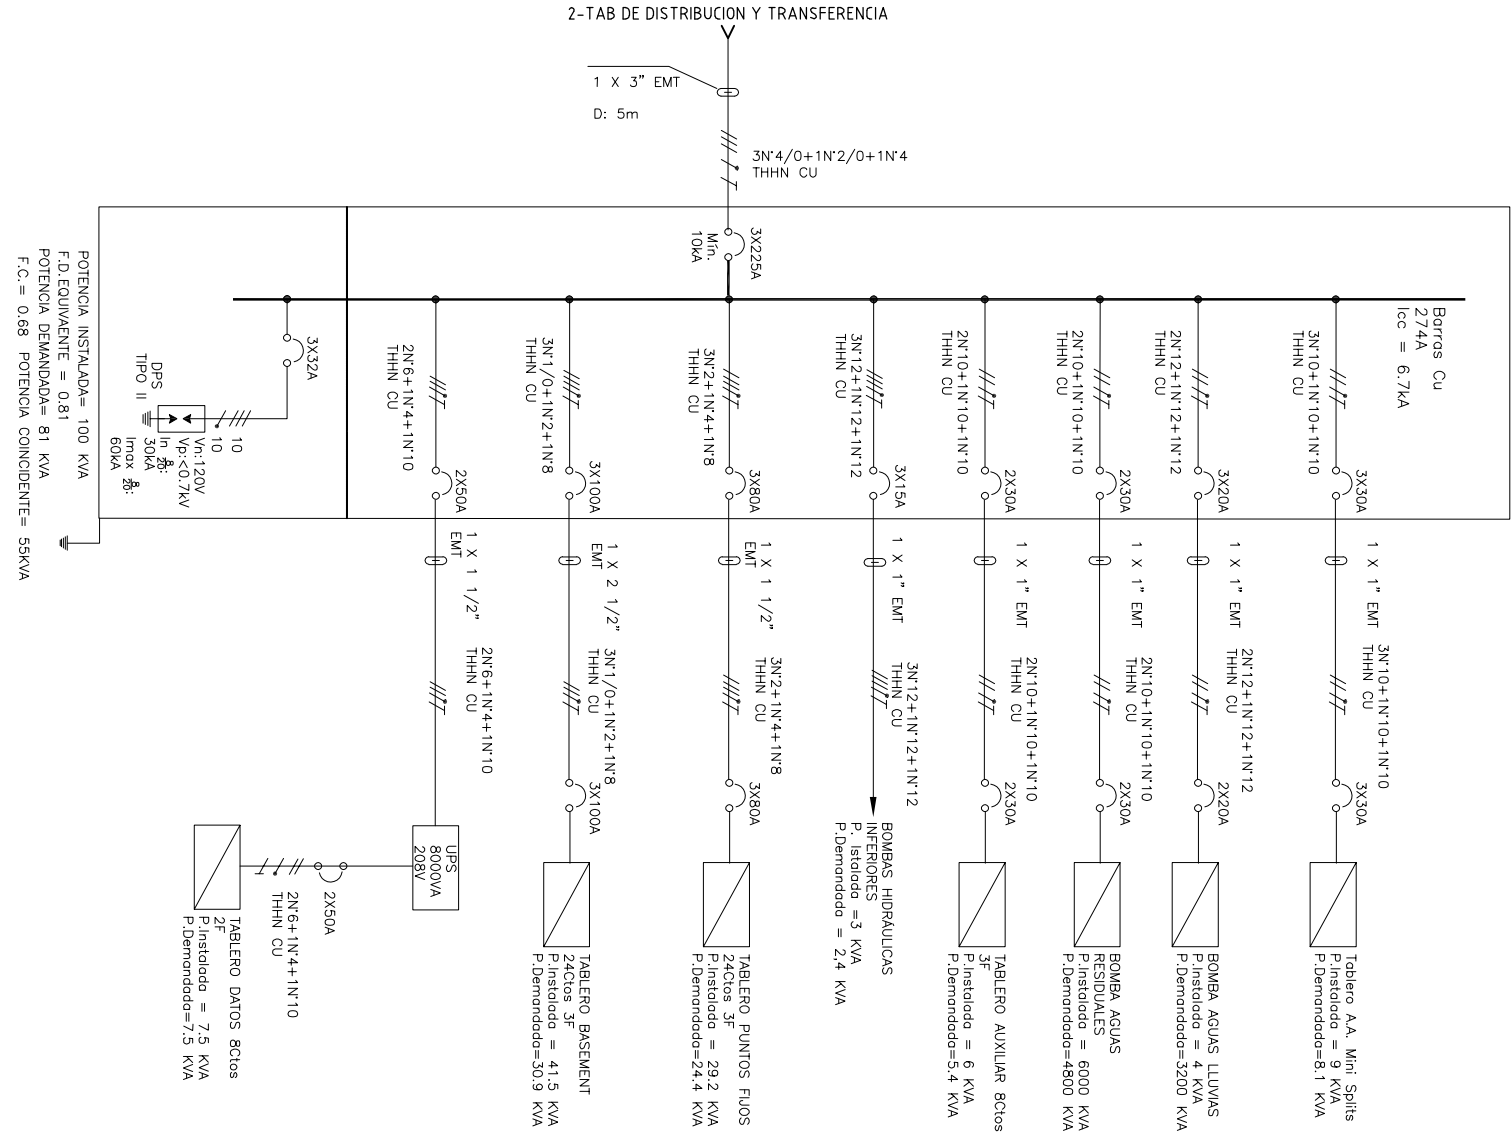 2-TAB DE DISTRIBUCION Y TRANSFERENCIA
1 X 3" EMT
D: 5m
3N°4/0+1N°2/0+1N°4
THHN CU
3X225A
Mín.
10kA
Barras Cu
274A
Icc = 6.7kA
POTENCIA INSTALADA= 100 KVA
F.D.EQUIVAENTE = 0.81
POTENCIA DEMANDADA= 81 KVA
F.C.= 0.68 POTENCIA COINCIDENTE= 55KVA
3X32A
DPS
TIPO II
10
10
Vn:120V
Vp:<0.7kV
In 8/20:
30kA
Imax 8/20:
60kA
2N°6+1N°4+1N°10
THHN CU
2X50A
1 X 1 1/2"
EMT
2N°6+1N°4+1N°10
THHN CU
UPS
8000VA
208V
2X50A
2N°6+1N°4+1N°10
THHN CU
TABLERO DATOS 8Ctos
2F
P.Instalada = 7.5 KVA
P.Demandada=7.5 KVA
3N°1/0+1N°2+1N°8
THHN CU
3X100A
1 X 2 1/2"
EMT
3N°1/0+1N°2+1N°8
THHN CU
3X100A
TABLERO BASEMENT
24Ctos 3F
P.Instalada = 41.5 KVA
P.Demandada=30.9 KVA
3N°2+1N°4+1N°8
THHN CU
3X80A
1 X 1 1/2"
EMT
3N°2+1N°4+1N°8
THHN CU
3X80A
TABLERO PUNTOS FIJOS
24Ctos 3F
P.Instalada = 29.2 KVA
P.Demandada=24.4 KVA
3N°12+1N°12+1N°12
THHN CU
3X15A
1 X 1" EMT
3N°12+1N°12+1N°12
THHN CU
BOMBAS HIDRÁULICAS
INFERIORES
P. Istalada =3 KVA
P.Demandada = 2,4 KVA
2N°10+1N°10+1N°10
THHN CU
2X30A
1 X 1" EMT
2N°10+1N°10+1N°10
THHN CU
2X30A
TABLERO AUXILIAR 8Ctos
3F
P.Instalada = 6 KVA
P.Demandada=5.4 KVA
2N°10+1N°10+1N°10
THHN CU
2X30A
1 X 1" EMT
2N°10+1N°10+1N°10
THHN CU
2X30A
BOMBA AGUAS
RESIDUALES
P.Instalada = 6000 KVA
P.Demandada=4800 KVA
2N°12+1N°12+1N°12
THHN CU
3X20A
1 X 1" EMT
2N°12+1N°12+1N°12
THHN CU
2X20A
BOMBA AGUAS LLUVIAS
P.Instalada = 4 KVA
P.Demandada=3200 KVA
3N°10+1N°10+1N°10
THHN CU
3X30A
1 X 1" EMT
3N°10+1N°10+1N°10
THHN CU
3X30A
Tablero A.A. Mini Splits
P.Instalada = 9 KVA
P.Demandada=8.1 KVA